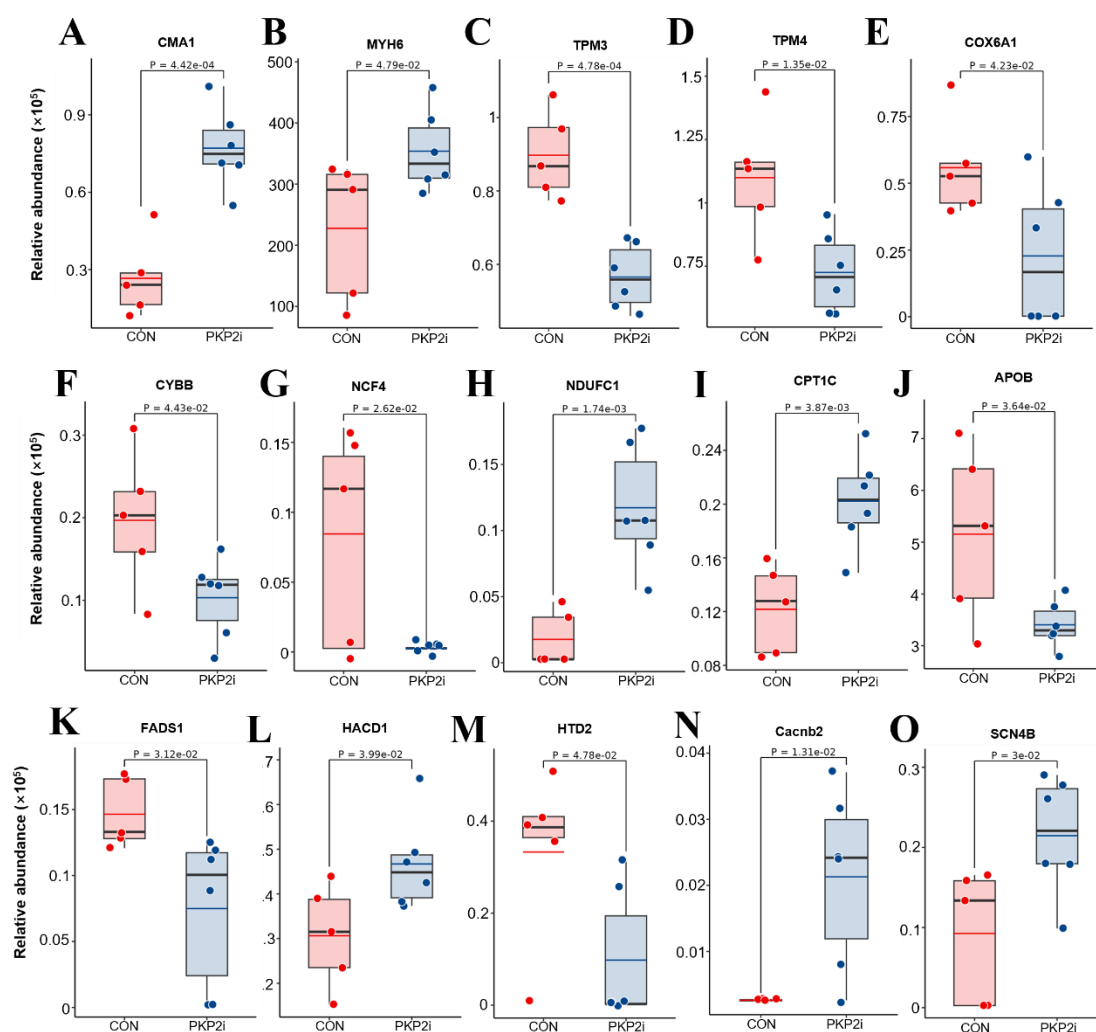 A
CMA1
P = 4.42e-04
Relative abundance (×10⁵)
0.9
0.6
0.3
CON
PKP2i
B
MYH6
P = 4.79e-02
500
400
300
200
100
CON
PKP2i
C
TPM3
P = 4.78e-04
1
0.8
0.6
CON
PKP2i
D
TPM4
P = 1.35e-02
1.5
1.25
1
0.75
CON
PKP2i
E
COX6A1
P = 4.23e-02
1
0.5
0
CON
PKP2i
F
CYBB
P = 4.43e-02
Relative abundance (×10⁵)
0.3
0.2
0.1
CON
PKP2i
G
NCF4
P = 2.62e-02
0.15
0.1
0.05
0
CON
PKP2i
H
NDUFC1
P = 1.74e-03
0.15
0.1
0.05
0
CON
PKP2i
I
CPT1C
P = 3.87e-03
0.24
0.2
0.16
0.12
0.08
CON
PKP2i
J
APOB
P = 3.64e-02
7
6
5
4
3
CON
PKP2i
K
FADS1
P = 3.12e-02
Relative abundance (×10⁵)
0.15
0.1
0.05
0
CON
PKP2i
L
HACD1
P = 3.99e-02
.7
.6
.5
.4
.3
.2
CON
PKP2i
M
HTD2
P = 4.78e-02
0.4
0.2
0
CON
PKP2i
N
Cacnb2
P = 1.31e-02
0.04
0.03
0.02
0.01
CON
PKP2i
O
SCN4B
P = 3e-02
0.3
0.2
0.1
0
CON
PKP2i